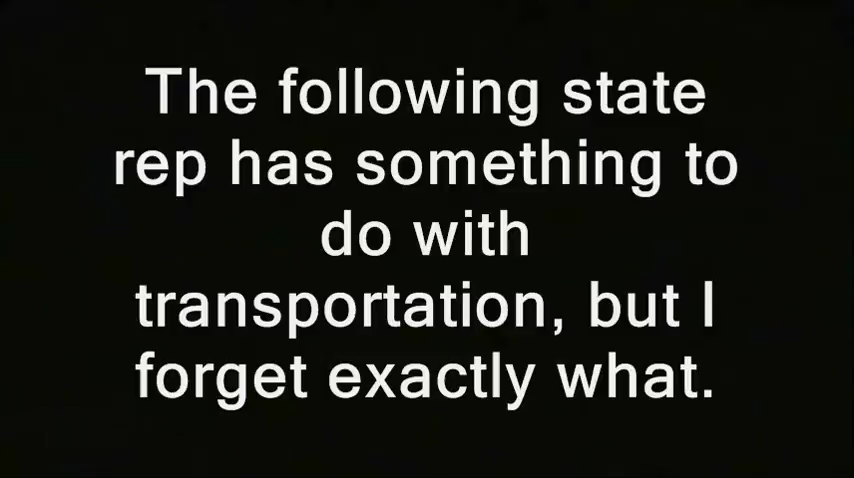 The following state
rep has something to
do with
transportation, but I
forget exactly what.